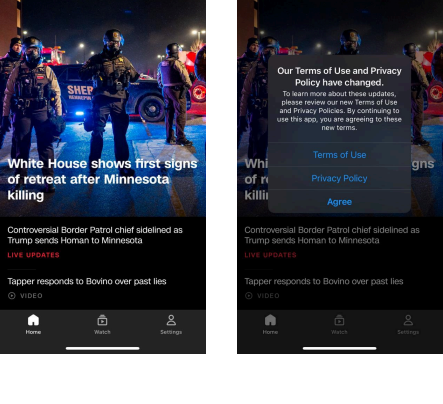 SHER
White House shows first signs
of retreat after Minnesota
killing
Controversial Border Patrol chief sidelined as
Trump sends Homan to Minnesota
LIVE UPDATES
Tapper responds to Bovino over past lies
VIDEO
Home
Watch
Settings
Our Terms of Use and Privacy
Policy have changed.
To learn more about these updates,
please review our new Terms of Use
and Privacy Policies. By continuing to
use this app, you are agreeing to these
new terms.
Terms of Use
Privacy Policy
Agree
Whi
gns
of re
killi
Controversial Border Patrol chief sidelined as
Trump sends Homan to Minnesota
LIVE UPDATES
Tapper responds to Bovino over past lies
VIDEO
Home
Watch
Settings